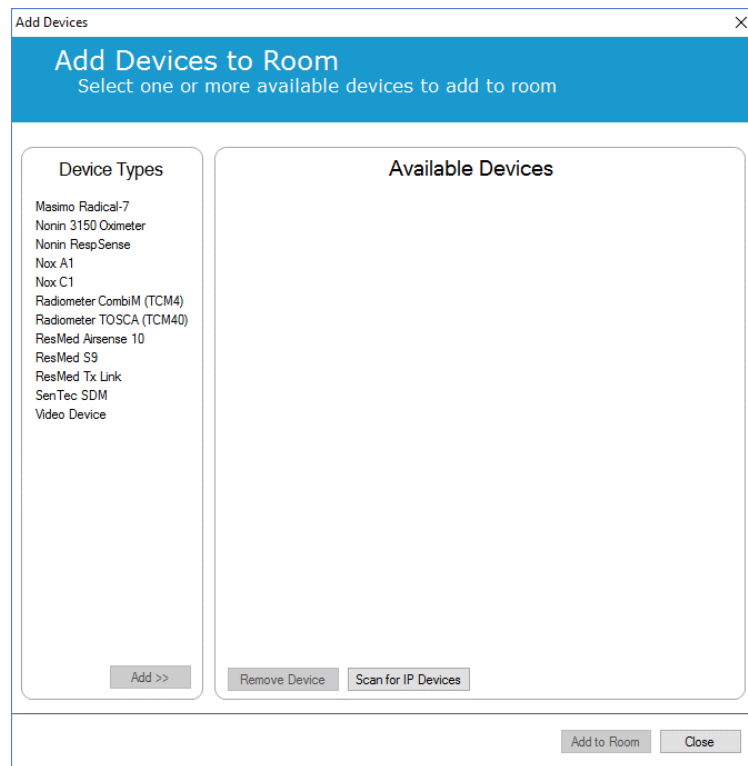 Add Devices
Add Devices to Room
Select one or more available devices to add to room
Device Types
Masimo Radical-7
Nonin 3150 Oximeter
Nonin RespSense
Nox A1
Nox C1
Radiometer CombiM (TCM4)
Radiometer TOSCA (TCM40)
ResMed Airsense 10
ResMed S9
ResMed Tx Link
SenTec SDM
Video Device
Add >>
Available Devices
Remove Device
Scan for IP Devices
Add to Room
Close